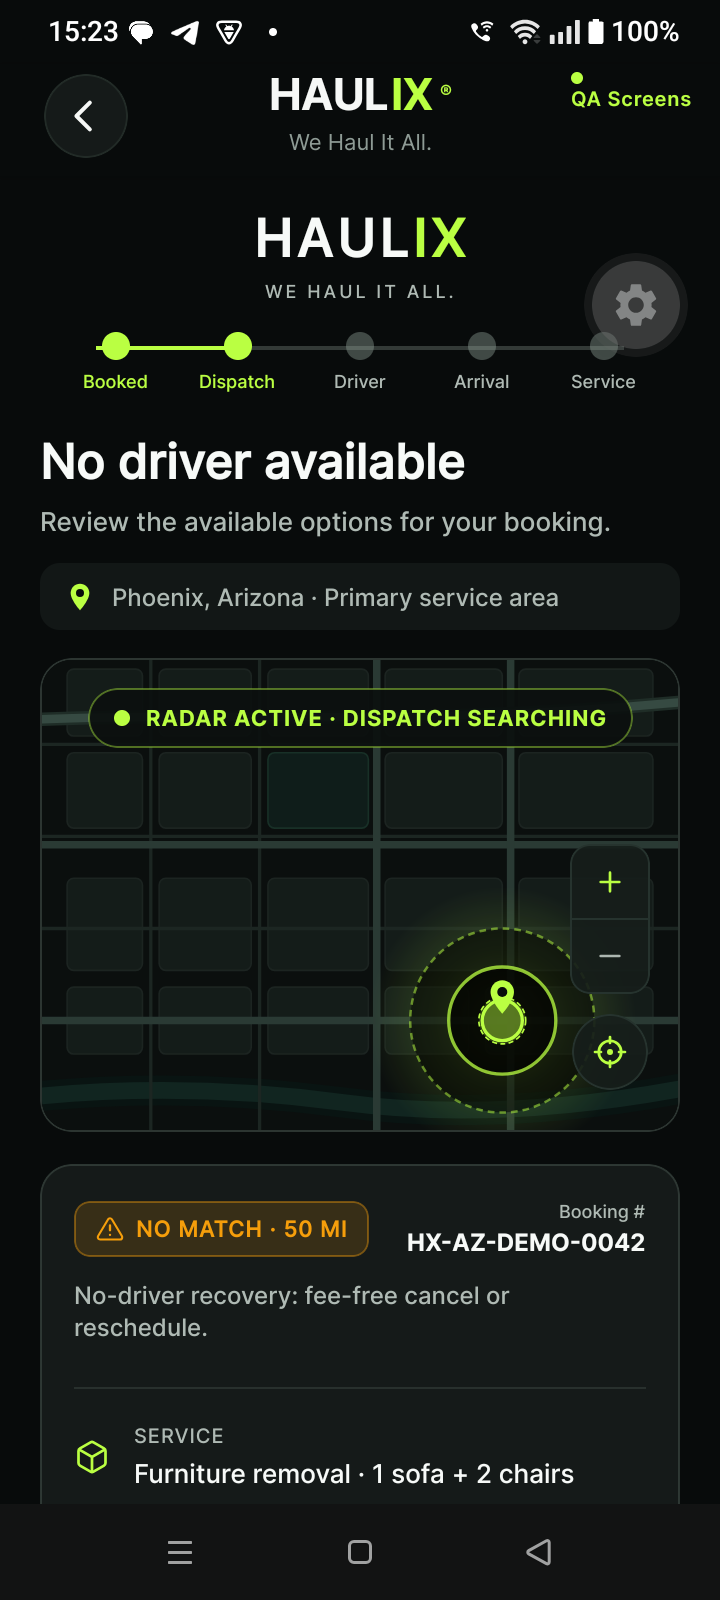 15:23 100%
HAULIX ®
QA Screens
We Haul It All.
HAULIX
WE HAUL IT ALL.
Booked Dispatch Driver Arrival Service
No driver available
Review the available options for your booking.
Phoenix, Arizona · Primary service area
RADAR ACTIVE · DISPATCH SEARCHING
NO MATCH · 50 MI
Booking #
HX-AZ-DEMO-0042
No-driver recovery: fee-free cancel or
reschedule.
SERVICE
Furniture removal · 1 sofa + 2 chairs